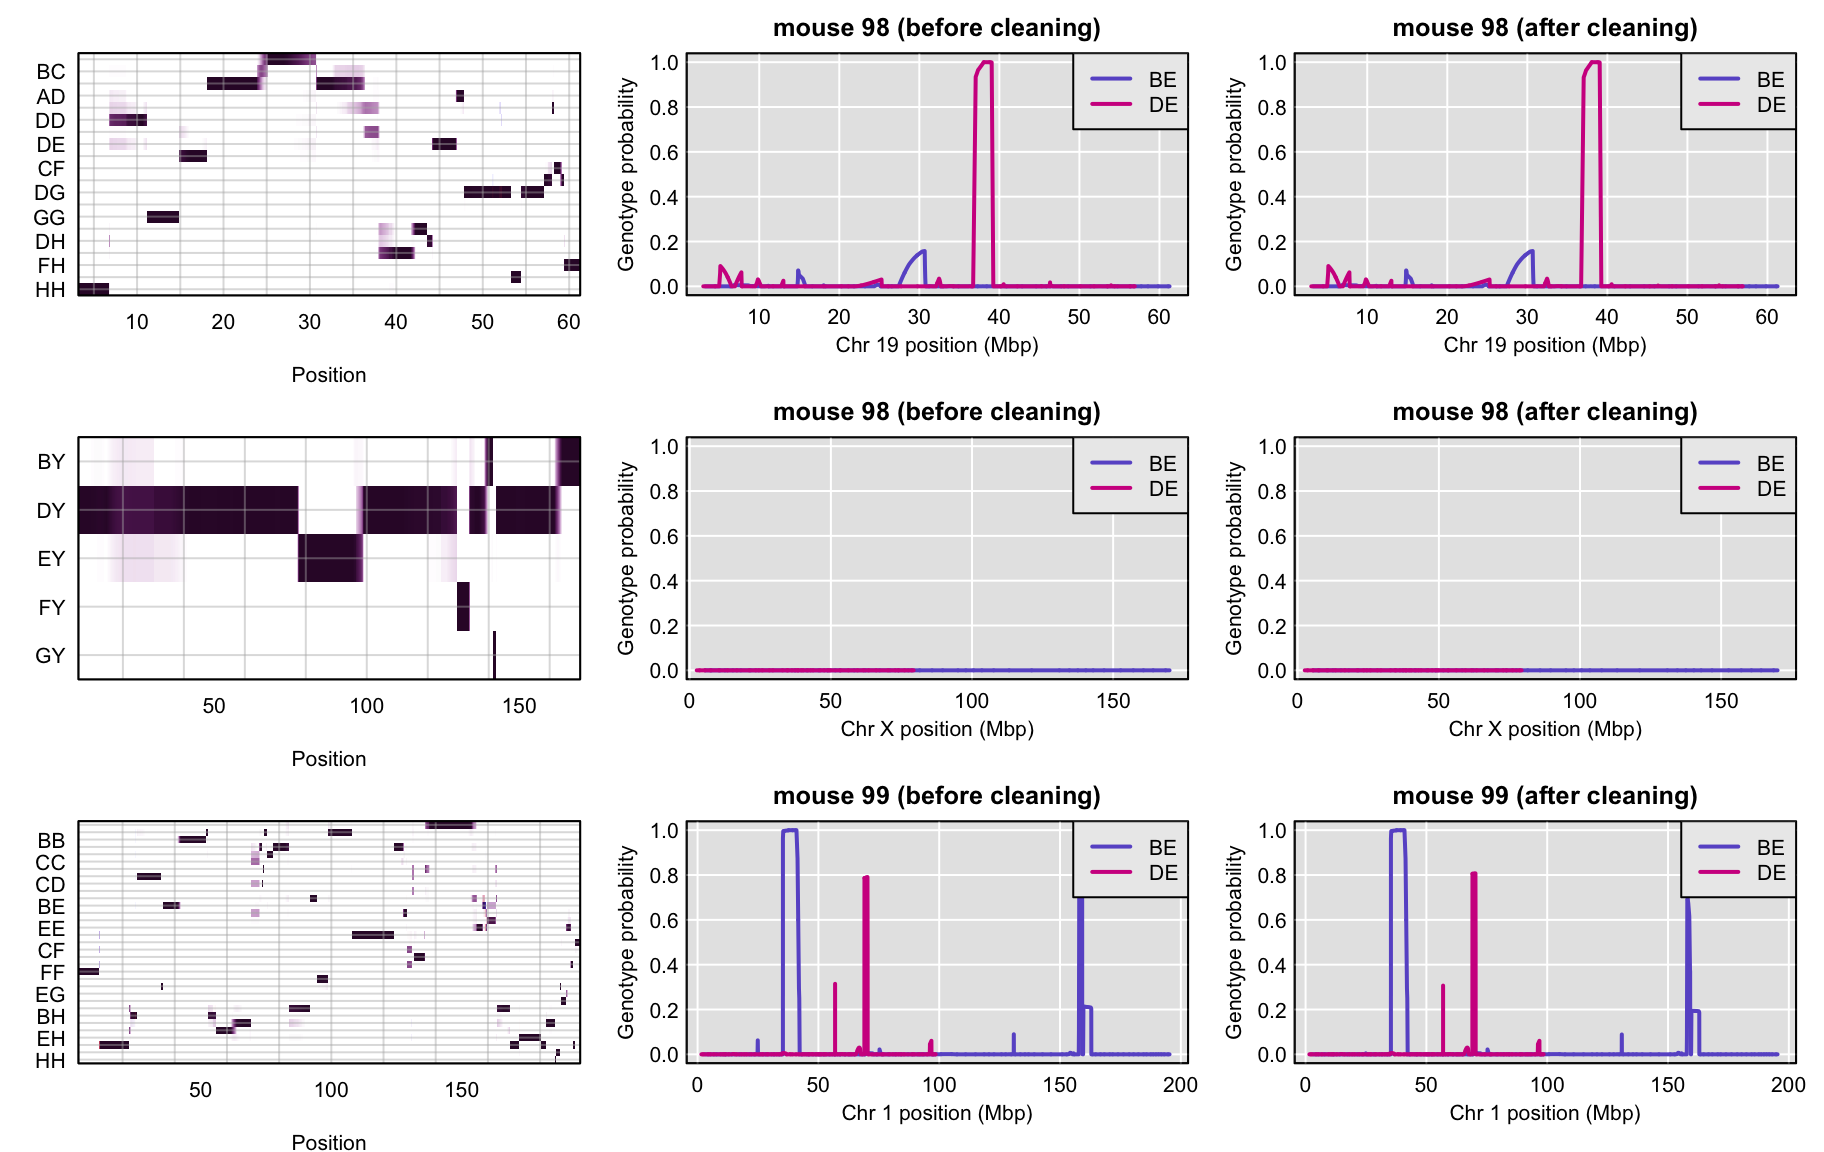 BC
AD
DD
DE
CF
DG
GG
DH
FH
HH
10 20 30 40 50 60
Position
mouse 98 (before cleaning)
Genotype probability
1.0
0.8
0.6
0.4
0.2
0.0
BE
DE
10 20 30 40 50 60
Chr 19 position (Mbp)
mouse 98 (after cleaning)
Genotype probability
1.0
0.8
0.6
0.4
0.2
0.0
BE
DE
10 20 30 40 50 60
Chr 19 position (Mbp)
BY
DY
EY
FY
GY
50 100 150
Position
mouse 98 (before cleaning)
Genotype probability
1.0
0.8
0.6
0.4
0.2
0.0
BE
DE
0 50 100 150
Chr X position (Mbp)
mouse 98 (after cleaning)
Genotype probability
1.0
0.8
0.6
0.4
0.2
0.0
BE
DE
0 50 100 150
Chr X position (Mbp)
BB
CC
CD
BE
EE
CF
FF
EG
BH
EH
HH
50 100 150
Position
mouse 99 (before cleaning)
Genotype probability
1.0
0.8
0.6
0.4
0.2
0.0
BE
DE
0 50 100 150 200
Chr 1 position (Mbp)
mouse 99 (after cleaning)
Genotype probability
1.0
0.8
0.6
0.4
0.2
0.0
BE
DE
0 50 100 150 200
Chr 1 position (Mbp)